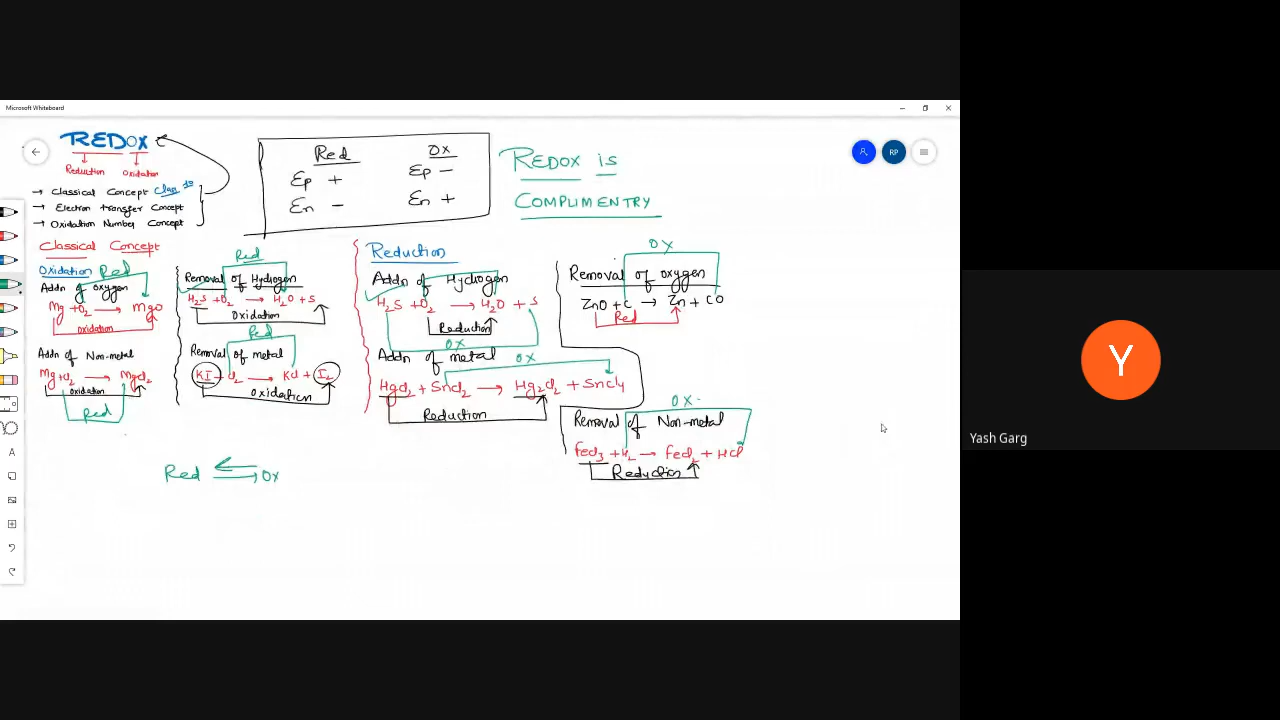 Microsoft Whiteboard
REDOX
Reduction Oxidation
→ Classical Concept Class 10
→ Electron transfer Concept
→ Oxidation Number Concept
Red OX
Ep + Ep -
En - En +
REDOX is
COMPLIMENTRY
RP
Classical Concept
Oxidation Red
Addn of oxygen
Mg + O2 → MgO
oxidation
Addn of Non-metal
Mg + Cl2 → MgCl2
oxidation
Red
Red
Removal of Hydrogen
H2S + O2 → H2O + S
Oxidation
Red
Removal of metal
KI + Cl2 → KCl + I2
Oxidation
Reduction
Addn of Hydrogen
H2S + O2 → H2O + S
Reduction
OX
Addn of metal OX
HgCl2 + SnCl2 → Hg2Cl2 + SnCl4
Reduction
OX
Removal of oxygen
ZnO + C → Zn + CO
Red
OX
Removal of Non-metal
FeCl3 + H2 → FeCl2 + HCl
Reduction
Red OX
A
Y
Yash Garg